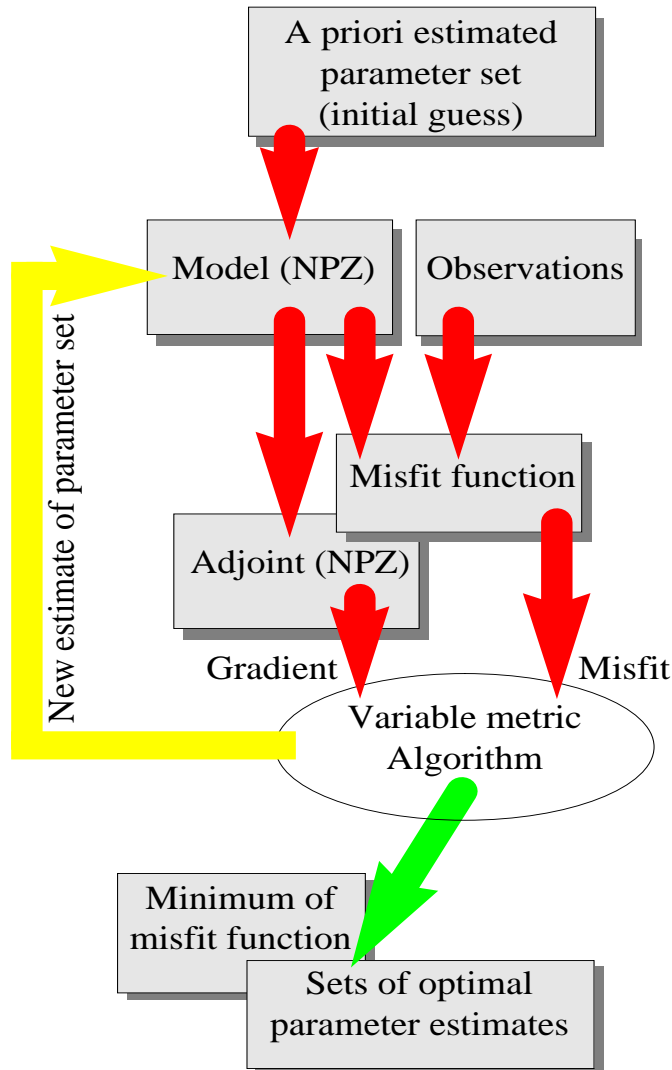 A priori estimated
parameter set
(initial guess)
Model (NPZ)
Observations
New estimate of parameter set
Misfit function
Adjoint (NPZ)
Gradient
Misfit
Variable metric
Algorithm
Minimum of
misfit function
Sets of optimal
parameter estimates